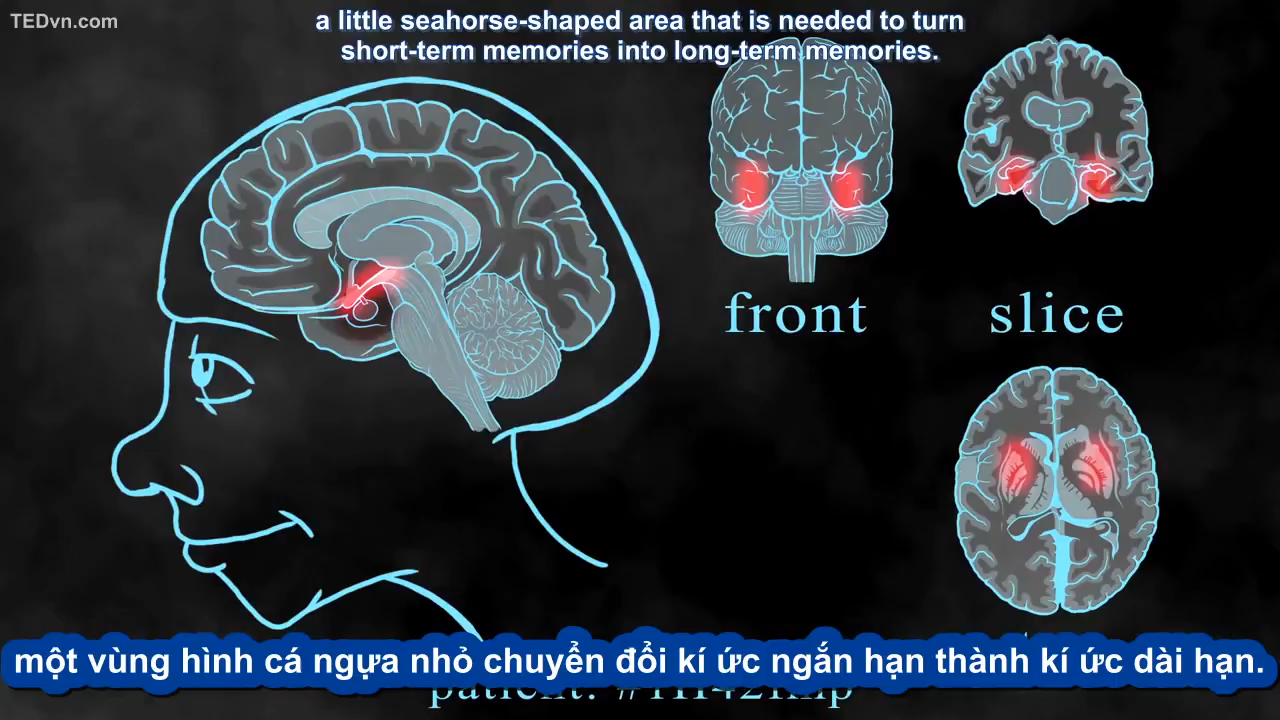 TEDvn.com
a little seahorse-shaped area that is needed to turn
short-term memories into long-term memories.
front
slice
một vùng hình cá ngựa nhỏ chuyển đổi kí ức ngắn hạn thành kí ức dài hạn.
patient: